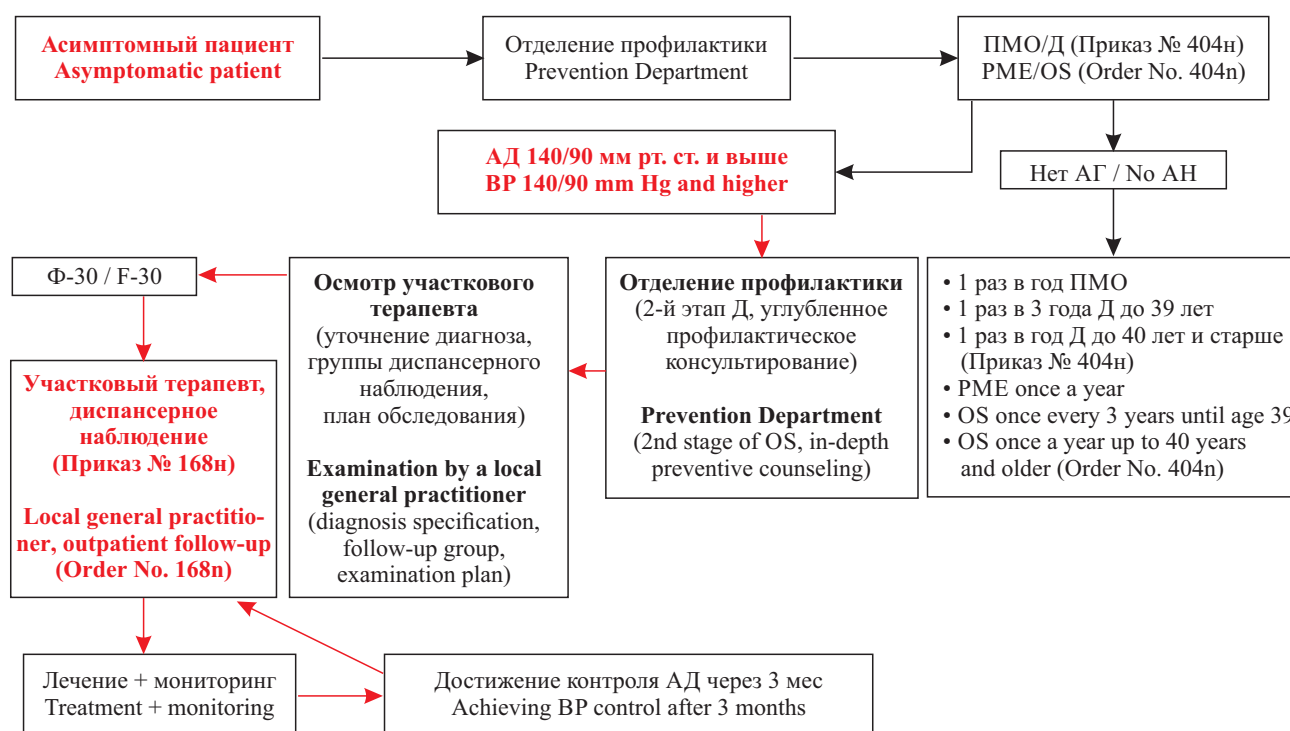 Асимптомный пациент
Asymptomatic patient
Отделение профилактики
Prevention Department
ПМО/Д (Приказ № 404н)
PME/OS (Order No. 404n)
АД 140/90 мм рт. ст. и выше
BP 140/90 mm Hg and higher
Нет АГ / No AH
Ф-30 / F-30
Осмотр участкового
терапевта
(уточнение диагноза,
группы диспансерного
наблюдения,
план обследования)
Examination by a local
general practitioner
(diagnosis specification,
follow-up group,
examination plan)
Отделение профилактики
(2-й этап Д, углубленное
профилактическое
консультирование)
Prevention Department
(2nd stage of OS, in-depth
preventive counseling)
• 1 раз в год ПМО
• 1 раз в 3 года Д до 39 лет
• 1 раз в год Д до 40 лет и старше
(Приказ № 404н)
• PME once a year
• OS once every 3 years until age 39
• OS once a year up to 40 years
and older (Order No. 404n)
Участковый терапевт,
диспансерное
наблюдение
(Приказ № 168н)
Local general practitio-
ner, outpatient follow-up
(Order No. 168n)
Лечение + мониторинг
Treatment + monitoring
Достижение контроля АД через 3 мес
Achieving BP control after 3 months